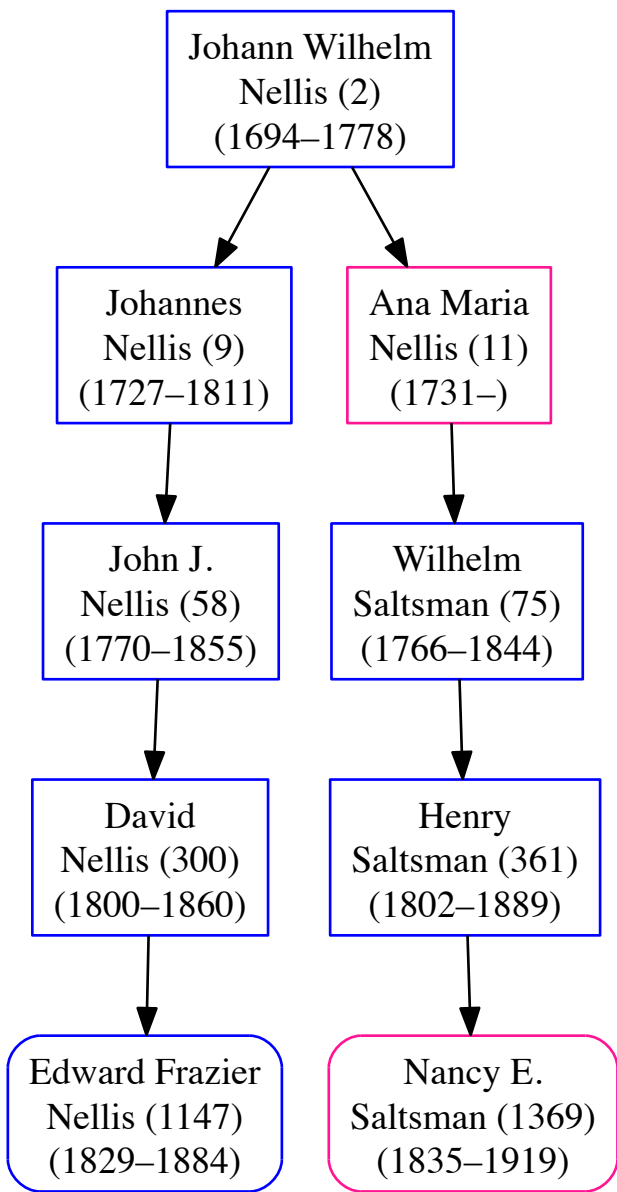 Johann Wilhelm
Nellis (2)
(1694–1778)
Johannes
Nellis (9)
(1727–1811)
Ana Maria
Nellis (11)
(1731–)
John J.
Nellis (58)
(1770–1855)
Wilhelm
Saltsman (75)
(1766–1844)
David
Nellis (300)
(1800–1860)
Henry
Saltsman (361)
(1802–1889)
Edward Frazier
Nellis (1147)
(1829–1884)
Nancy E.
Saltsman (1369)
(1835–1919)